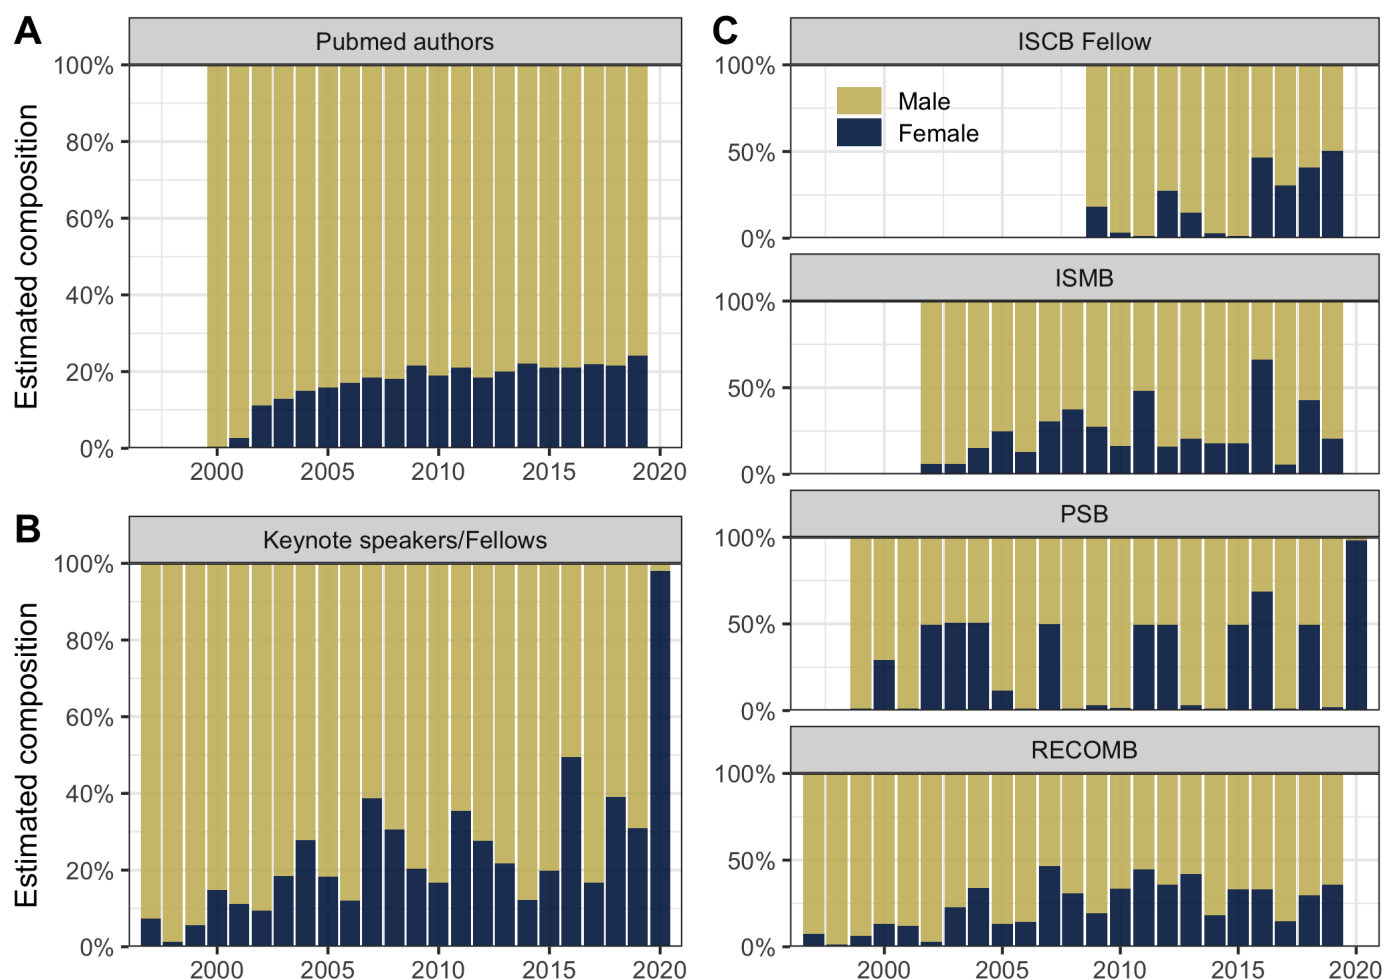 A
Pubmed authors
Estimated composition
100%
80%
60%
40%
20%
0%
2000 2005 2010 2015 2020
B
Keynote speakers/Fellows
Estimated composition
100%
80%
60%
40%
20%
0%
2000 2005 2010 2015 2020
C
ISCB Fellow
100%
50%
0%
Male
Female
ISMB
100%
50%
0%
PSB
100%
50%
0%
RECOMB
100%
50%
0%
2000 2005 2010 2015 2020